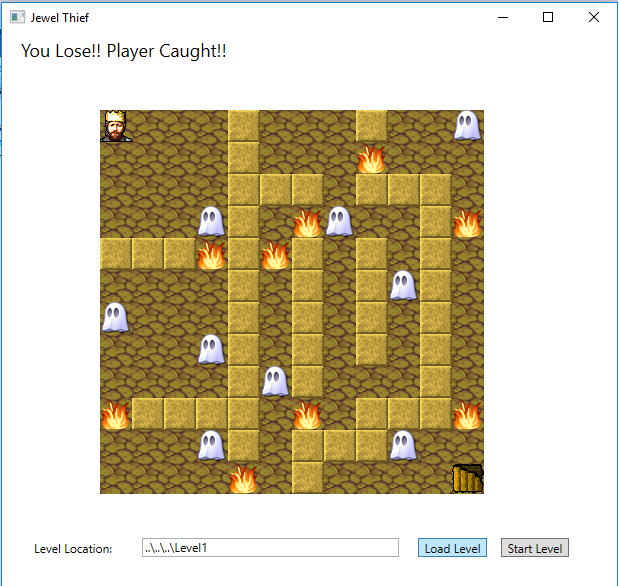 Jewel Thief
You Lose!! Player Caught!!
Level Location:
..\..\..\Level1
Load Level
Start Level